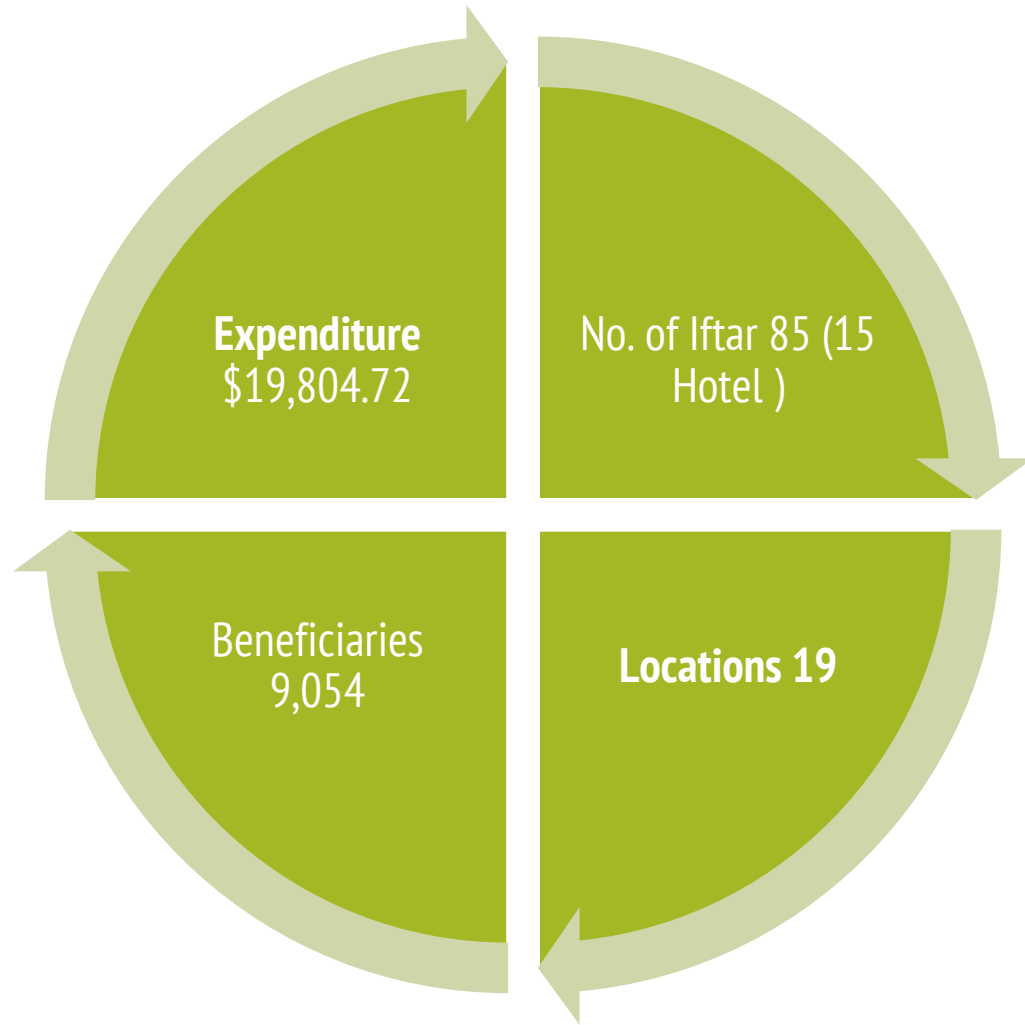 Expenditure
$19,804.72
No. of Iftar 85 (15
Hotel )
Beneficiaries
9,054
Locations 19